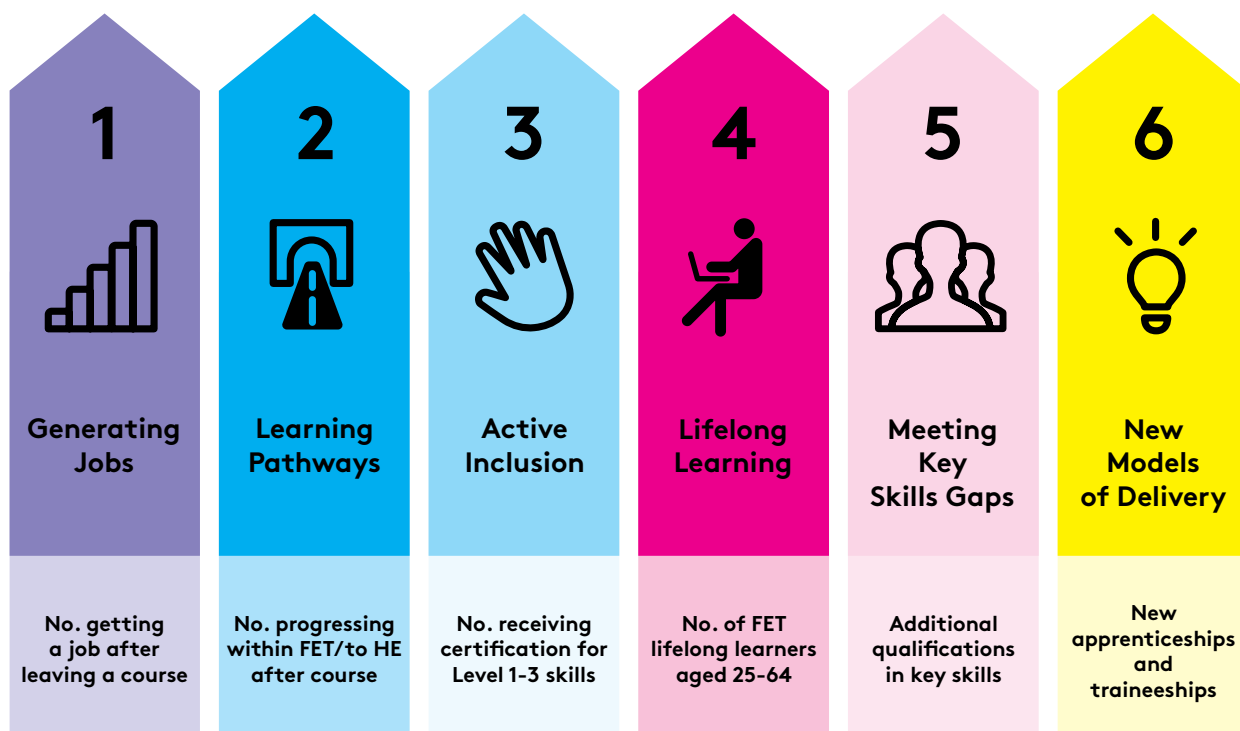 1
Generating
Jobs
No. getting
a job after
leaving a course
2
Learning
Pathways
No. progressing
within FET/to HE
after course
3
Active
Inclusion
No. receiving
certification for
Level 1-3 skills
4
Lifelong
Learning
No. of FET
lifelong learners
aged 25-64
5
Meeting
Key
Skills Gaps
Additional
qualifications
in key skills
6
New
Models
of Delivery
New
apprenticeships
and
traineeships